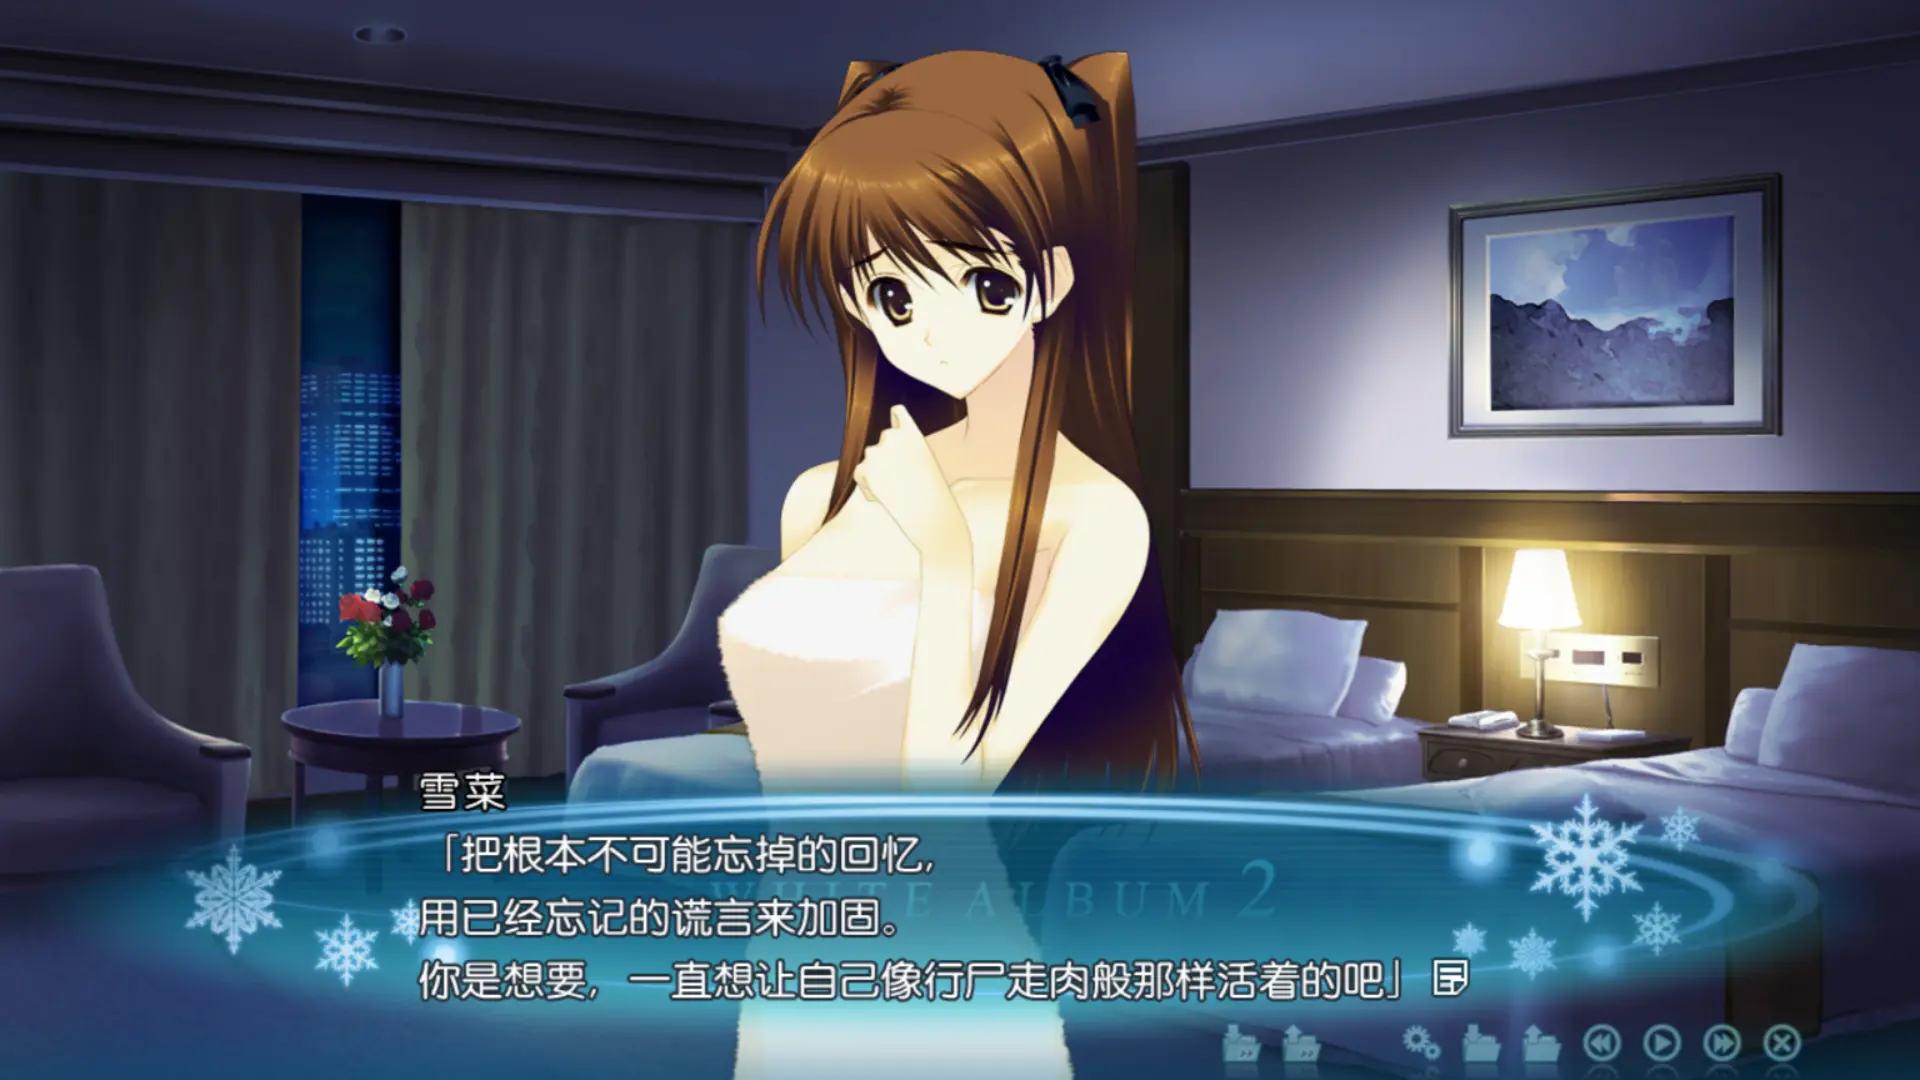 雪菜
「把根本不可能忘掉的回忆,
用已经忘记的谎言来加固。
你是想要, 一直想让自己像行尸走肉般那样活着的吧」
WHITE ALBUM 2